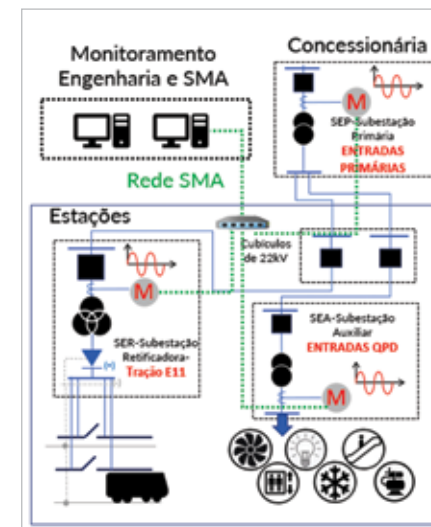 Monitoramento
Engenharia e SMA
Concessionária
M
SEP-Subestação
Primária
ENTRADAS
PRIMÁRIAS
Rede SMA
Estações
Cubículos
de 22kV
M
SER-Subestação
Retificadora-
Tração E11
SEA-Subestação
Auxiliar
ENTRADAS QPD
M